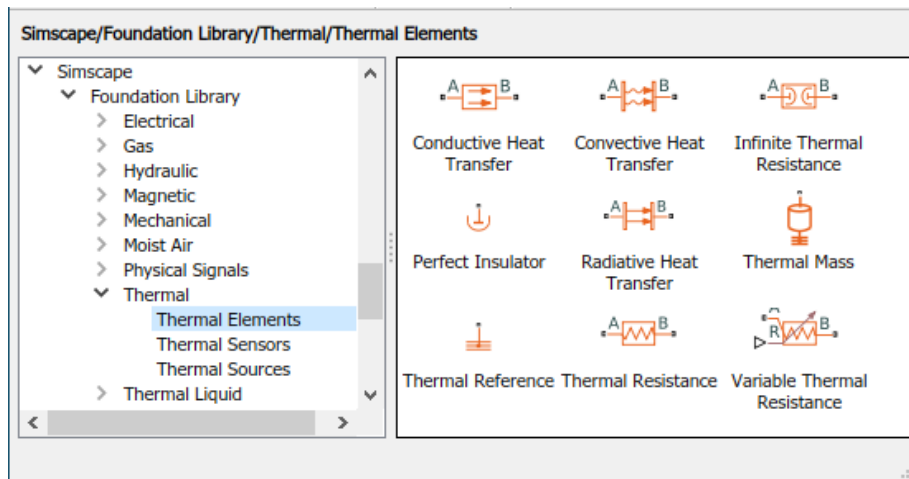 Simscape/Foundation Library/Thermal/Thermal Elements
Simscape
Foundation Library
Electrical
Gas
Hydraulic
Magnetic
Mechanical
Moist Air
Physical Signals
Thermal
Thermal Elements
Thermal Sensors
Thermal Sources
Thermal Liquid
A B
Conductive Heat
Transfer
A B
Convective Heat
Transfer
A B
Infinite Thermal
Resistance
Perfect Insulator
A B
Radiative Heat
Transfer
Thermal Mass
Thermal Reference
A B
Thermal Resistance
A
R B
Variable Thermal
Resistance